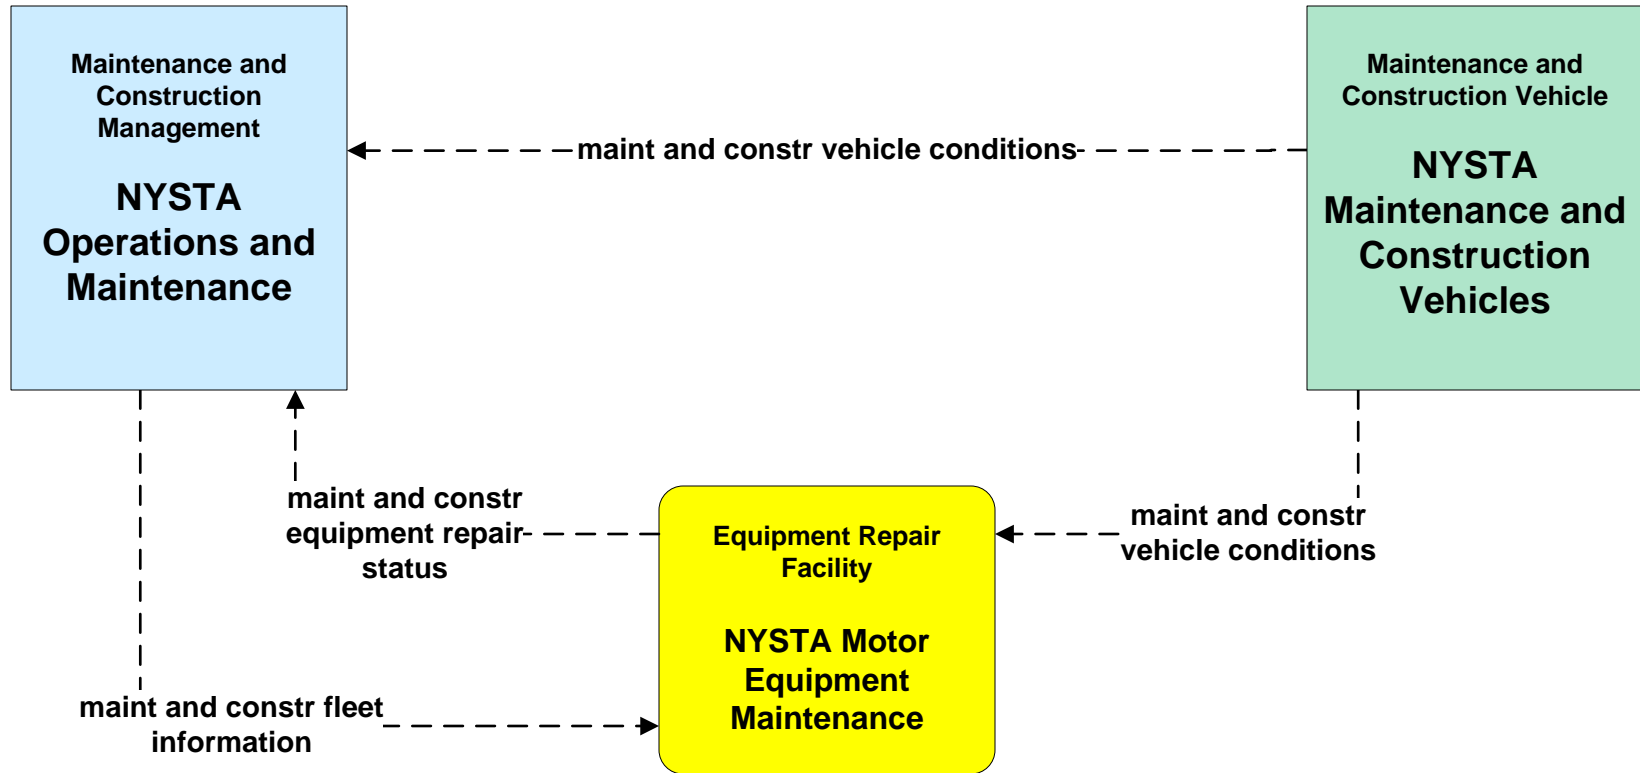 Maintenance and
Construction
Management
NYSTA
Operations and
Maintenance
maint and constr vehicle conditions
Maintenance and
Construction Vehicle
NYSTA
Maintenance and
Construction
Vehicles
maint and constr
equipment repair
status
Equipment Repair
Facility
NYSTA Motor
Equipment
Maintenance
maint and constr
vehicle conditions
maint and constr fleet
information